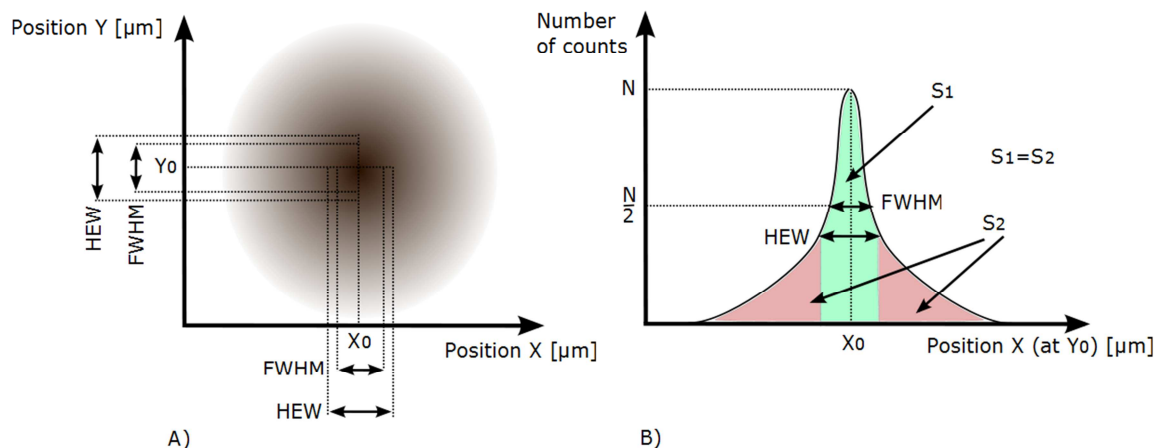 Position Y [µm]
HEW
FWHM
Y0
X0
Position X [µm]
FWHM
HEW
A)
Number
of counts
N
N
2
S1
S1=S2
FWHM
HEW
S2
X0
Position X (at Y0) [µm]
B)